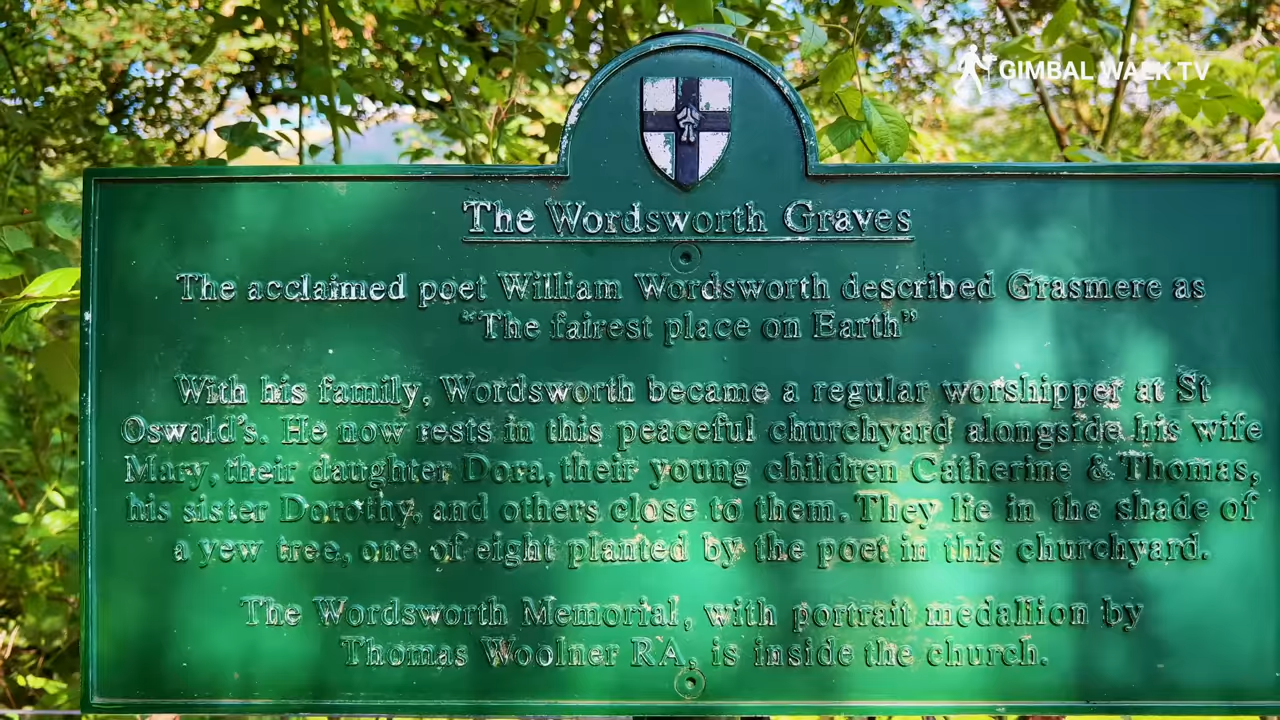 GIMBAL WALK TV
The Wordsworth Graves
The acclaimed poet William Wordsworth described Grasmere as
“The fairest place on Earth”
With his family, Wordsworth became a regular worshipper at St
Oswald's. He now rests in this peaceful churchyard alongside his wife
Mary, their daughter Dora, their young children Catherine & Thomas,
his sister Dorothy, and others close to them. They lie in the shade of
a yew tree, one of eight planted by the poet in this churchyard.
The Wordsworth Memorial, with portrait medallion by
Thomas Woolner RA, is inside the church.